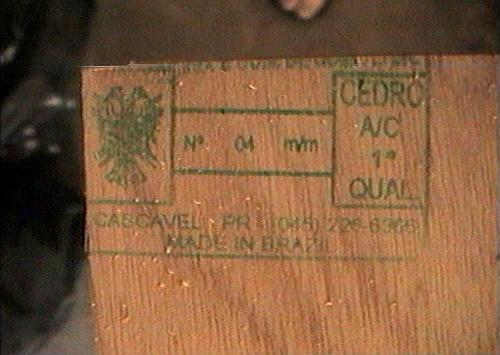 CEDRO
A/C
Nº 04 m/m
1ª
QUAL.
CASCAVEL - PR - (045) 226-6366
MADE IN BRAZIL